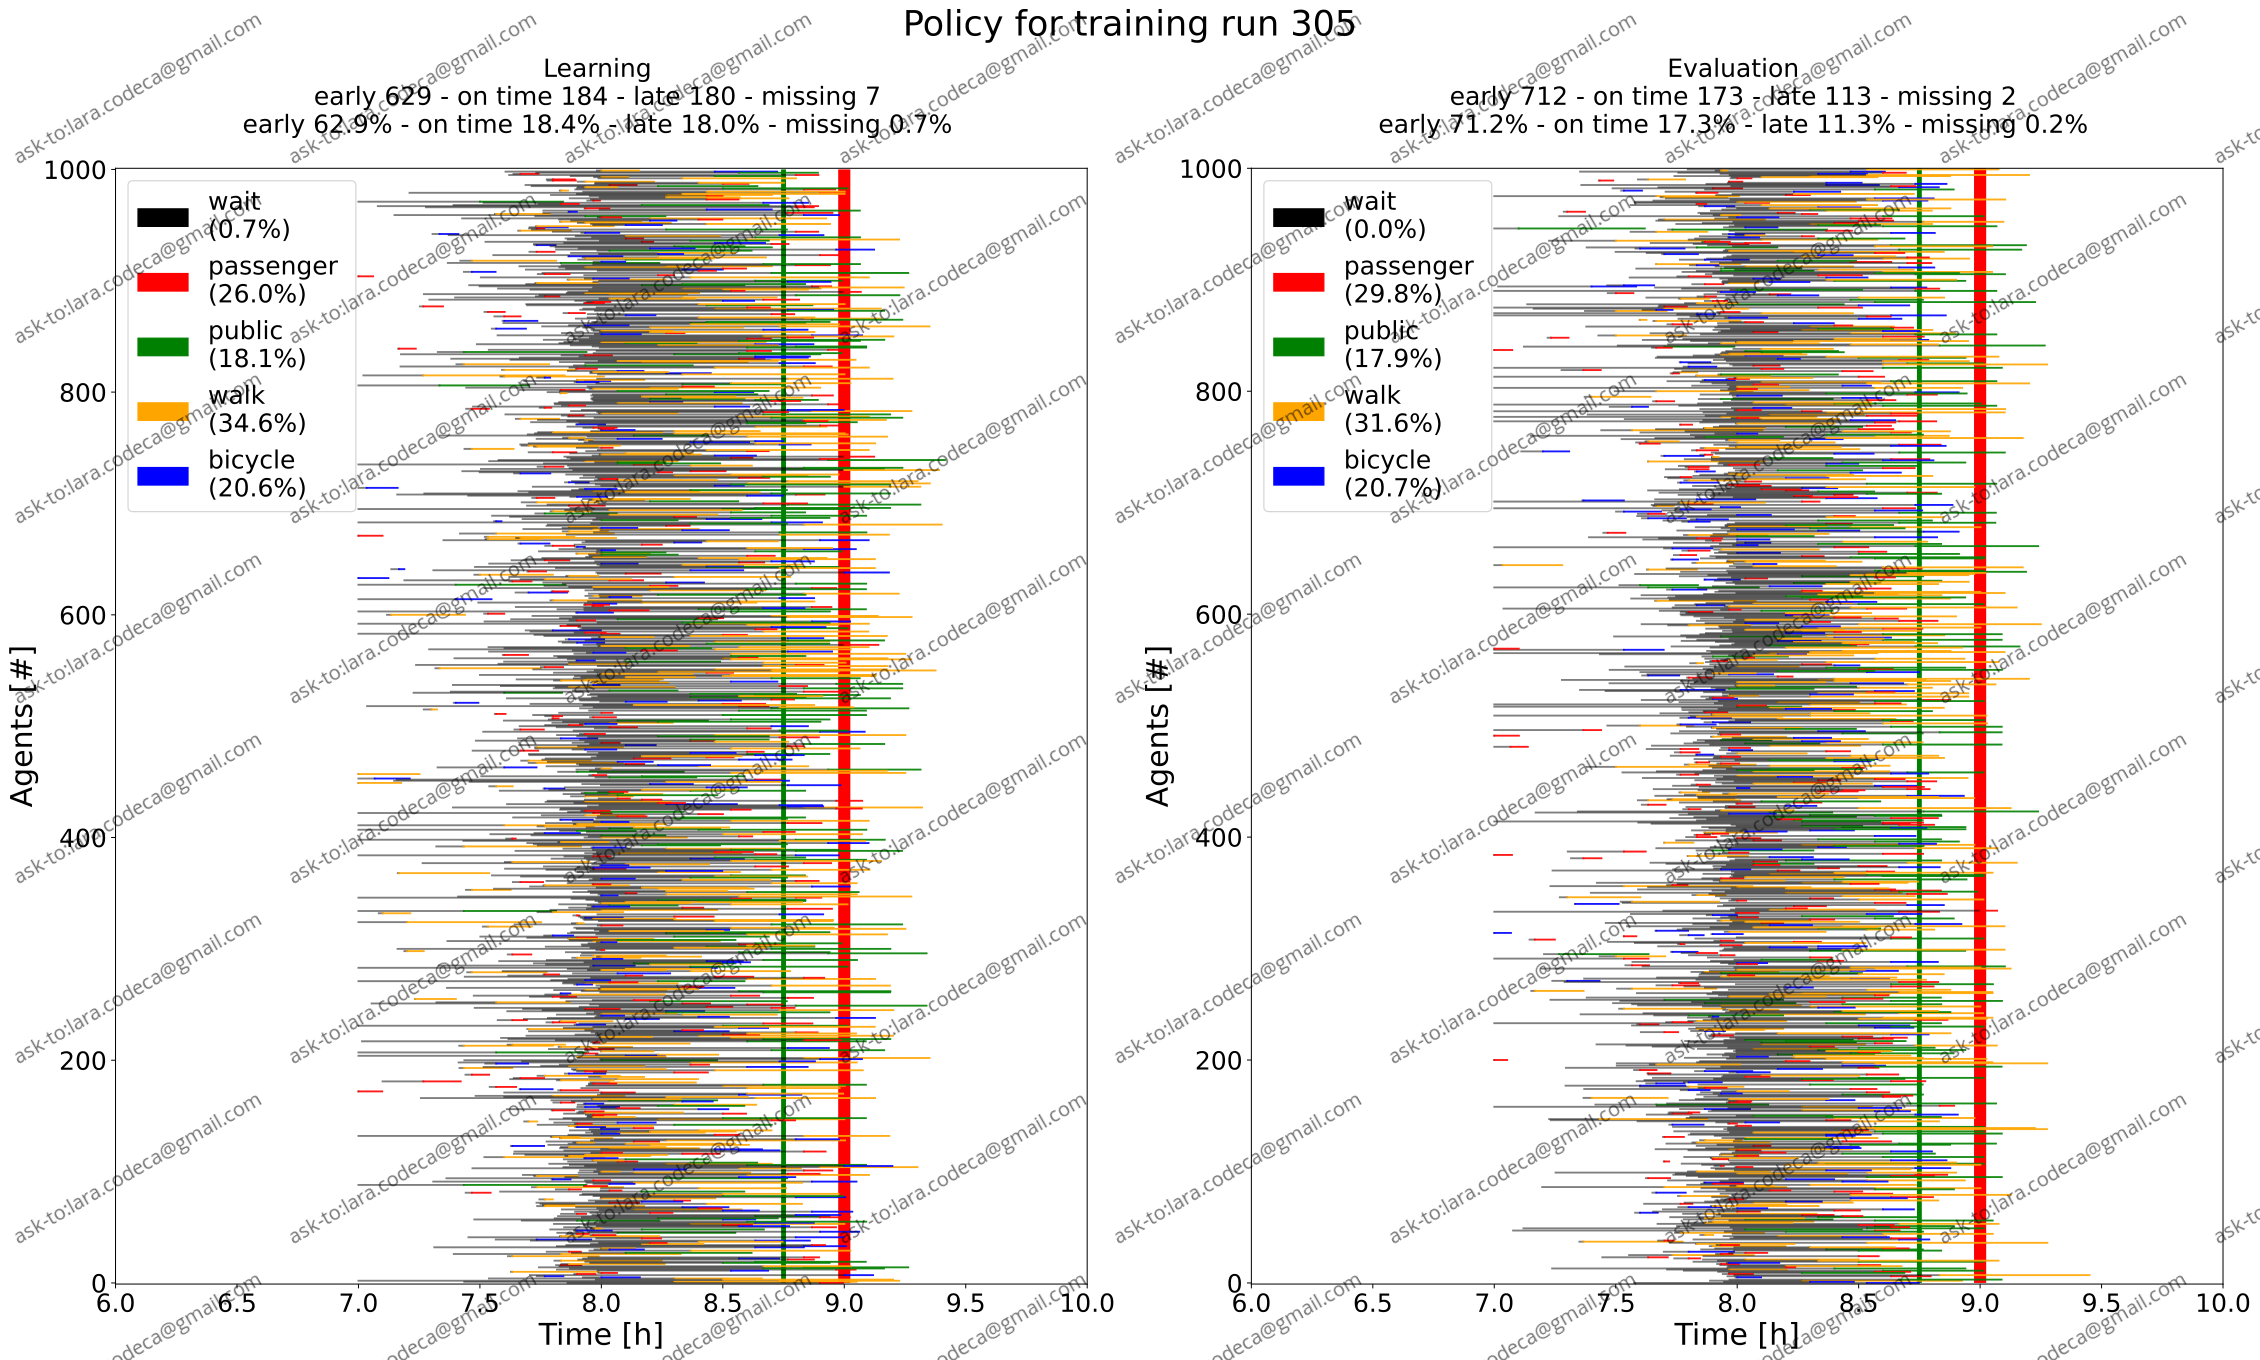 Policy for training run 305
Learning
early 629 - on time 184 - late 180 - missing 7
early 62.9% - on time 18.4% - late 18.0% - missing 0.7%
Evaluation
early 712 - on time 173 - late 113 - missing 2
early 71.2% - on time 17.3% - late 11.3% - missing 0.2%
wait
(0.7%)
passenger
(26.0%)
public
(18.1%)
walk
(34.6%)
bicycle
(20.6%)
wait
(0.0%)
passenger
(29.8%)
public
(17.9%)
walk
(31.6%)
bicycle
(20.7%)
Agents [#]
1000
800
600
400
200
0
6.0 6.5 7.0 7.5 8.0 8.5 9.0 9.5 10.0
Time [h]
Agents [#]
1000
800
600
400
200
0
6.0 6.5 7.0 7.5 8.0 8.5 9.0 9.5 10.0
Time [h]
ask-to:lara.codeca@gmail.com